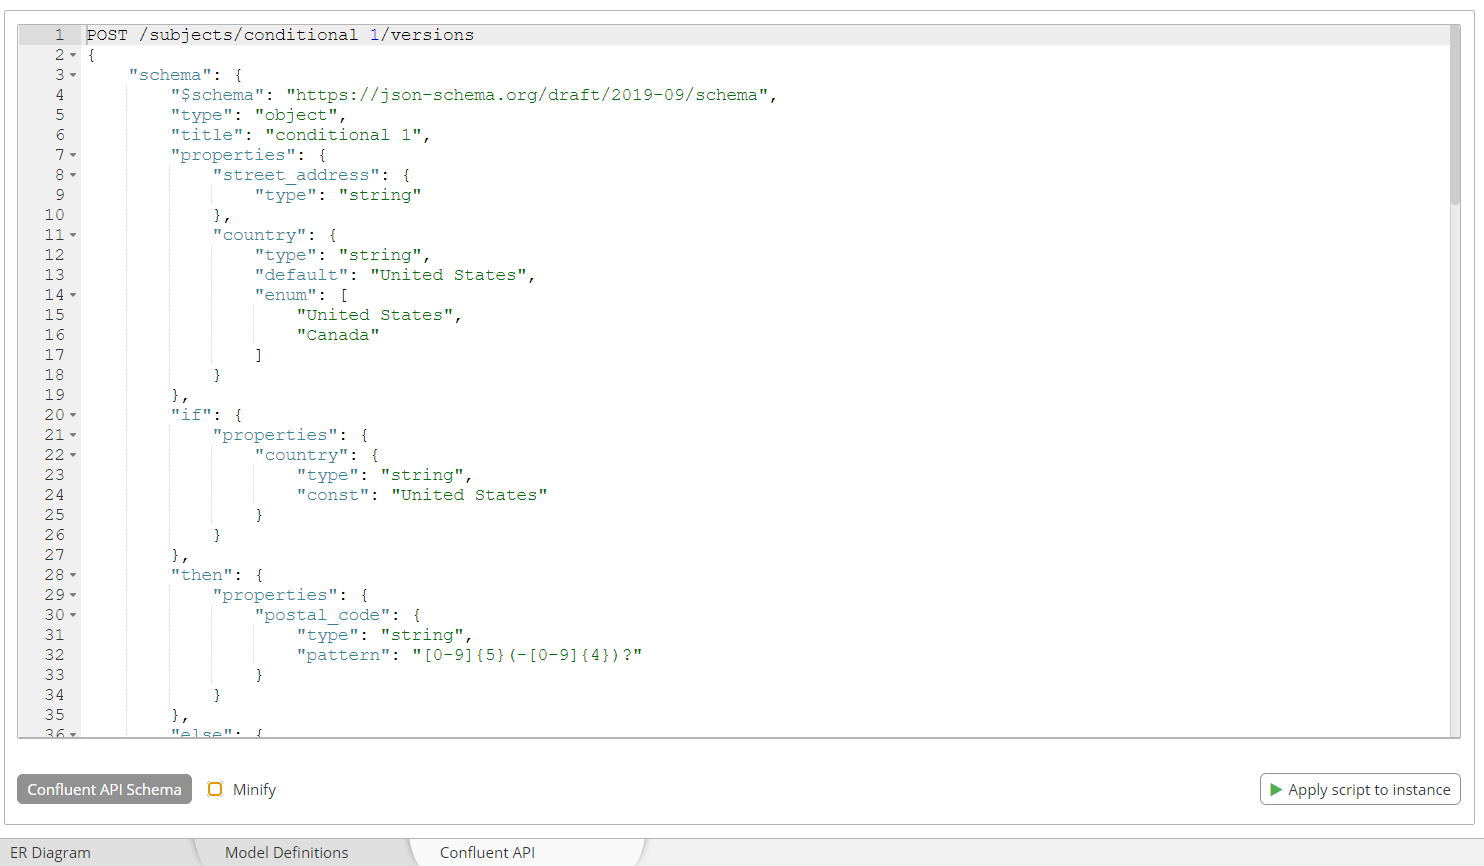 1 POST /subjects/conditional 1/versions
2 {
3     "schema": {
4         "$schema": "https://json-schema.org/draft/2019-09/schema",
5         "type": "object",
6         "title": "conditional 1",
7         "properties": {
8             "street_address": {
9                 "type": "string"
10             },
11             "country": {
12                 "type": "string",
13                 "default": "United States",
14                 "enum": [
15                     "United States",
16                     "Canada"
17                 ]
18             }
19         },
20         "if": {
21             "properties": {
22                 "country": {
23                     "type": "string",
24                     "const": "United States"
25                 }
26             }
27         },
28         "then": {
29             "properties": {
30                 "postal_code": {
31                     "type": "string",
32                     "pattern": "[0-9]{5}(-[0-9]{4})?"
33                 }
34             }
35         },
36         "else": {
Confluent API Schema Minify Apply script to instance
ER Diagram Model Definitions Confluent API